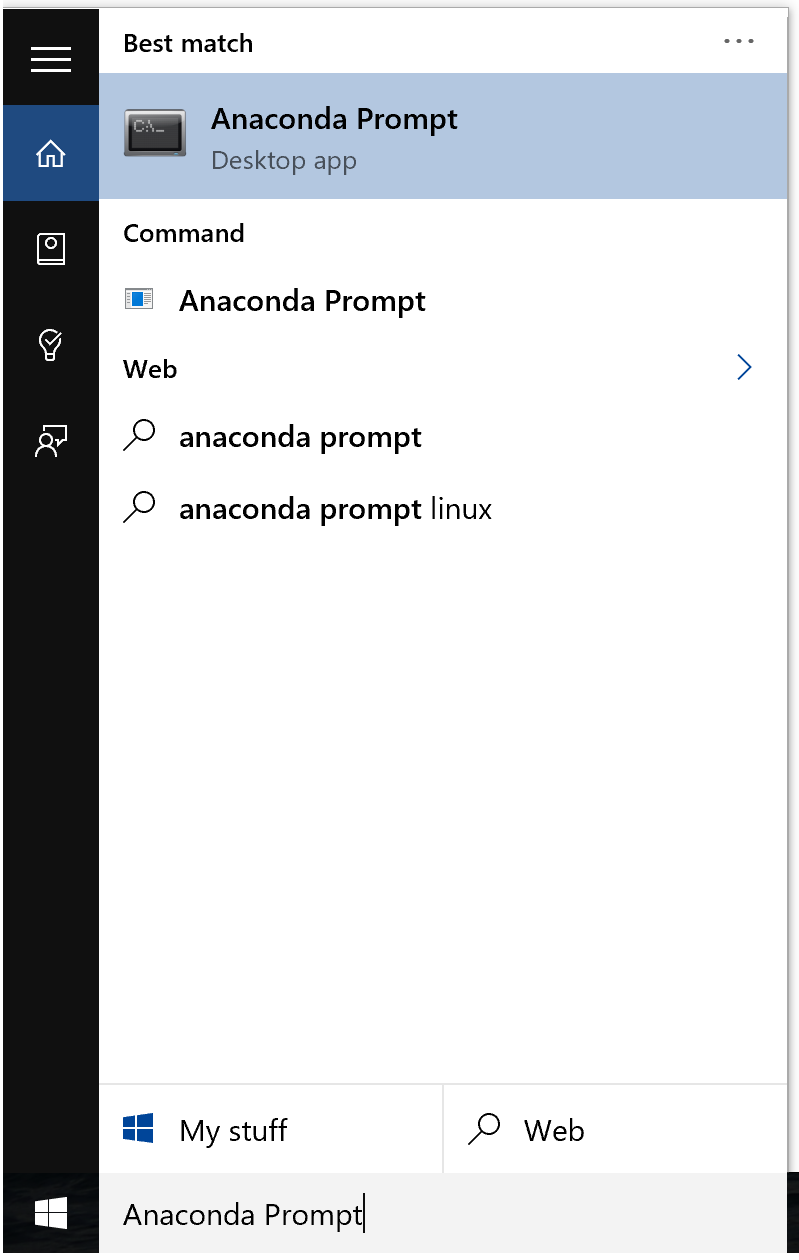 Best match
Anaconda Prompt
Desktop app
Command
Anaconda Prompt
Web
anaconda prompt
anaconda prompt linux
My stuff
Web
Anaconda Prompt